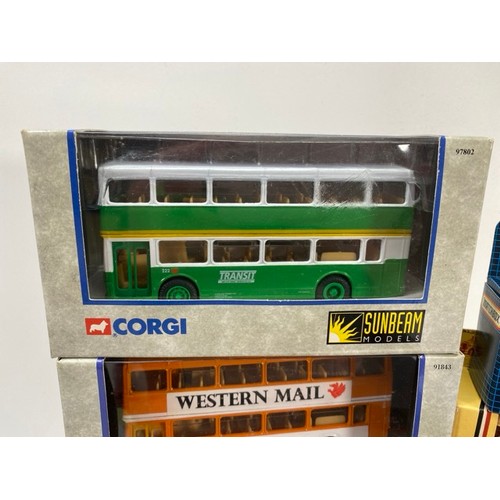 97802
TRANSIT
CORGI
SUNBEAM
MODELS
91843
WESTERN MAIL